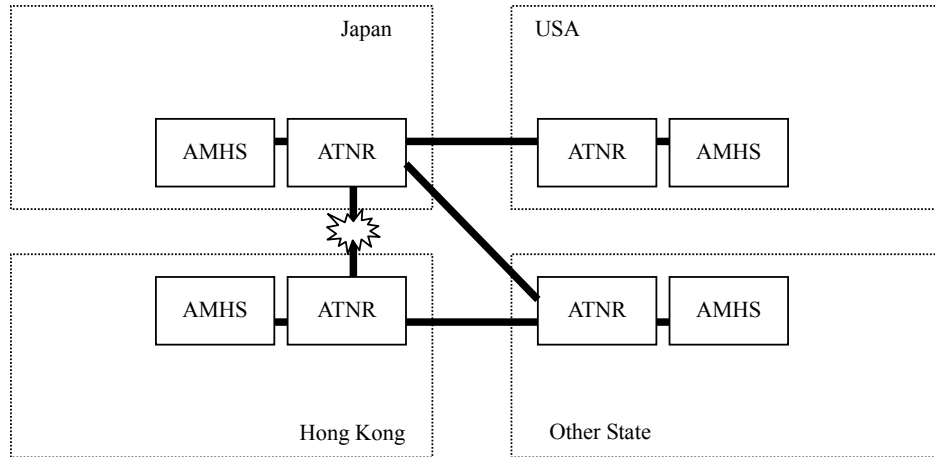 Japan
USA
AMHS
ATNR
ATNR
AMHS
AMHS
ATNR
ATNR
AMHS
Hong Kong
Other State